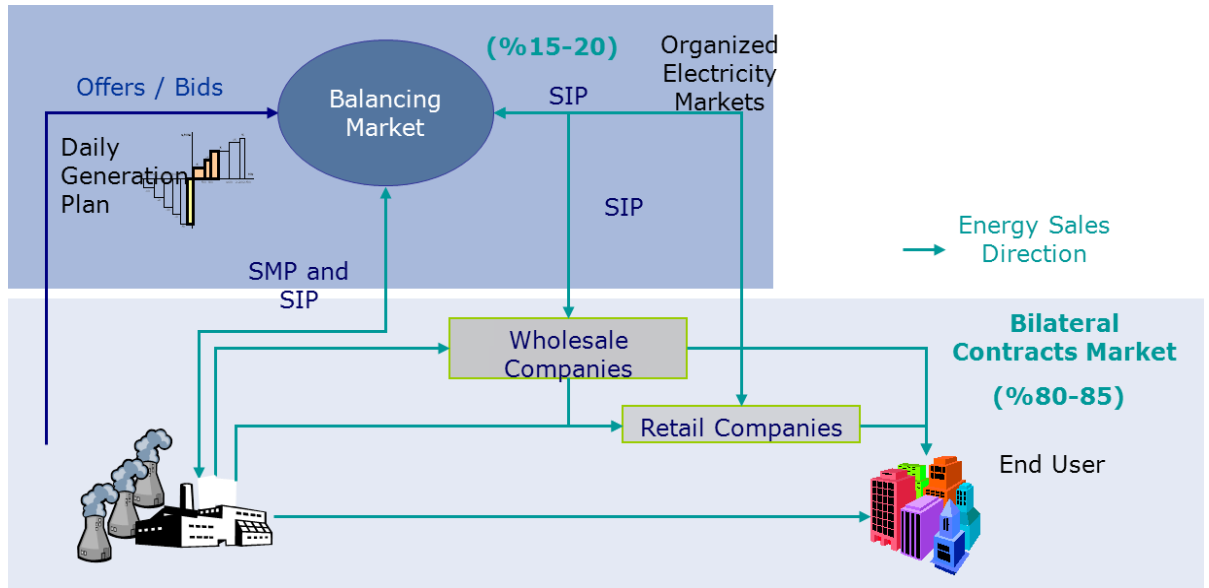 (%15-20)
Organized
Electricity
Markets
Offers / Bids
Balancing
Market
SIP
Daily
Generation
Plan
SIP
Energy Sales
Direction
SMP and
SIP
Bilateral
Contracts Market
(%80-85)
Wholesale
Companies
Retail Companies
End User